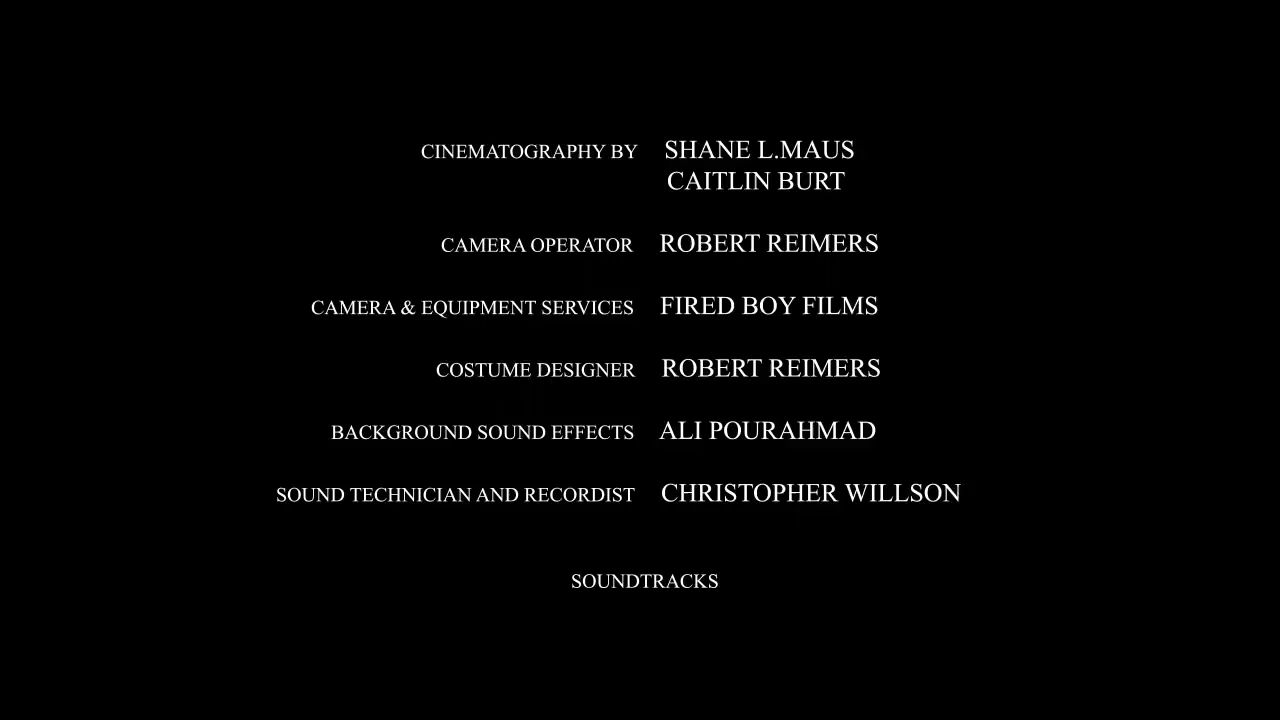 CINEMATOGRAPHY BY SHANE L.MAUS
CAITLIN BURT
CAMERA OPERATOR ROBERT REIMERS
CAMERA & EQUIPMENT SERVICES FIRED BOY FILMS
COSTUME DESIGNER ROBERT REIMERS
BACKGROUND SOUND EFFECTS ALI POURAHMAD
SOUND TECHNICIAN AND RECORDIST CHRISTOPHER WILLSON
SOUNDTRACKS